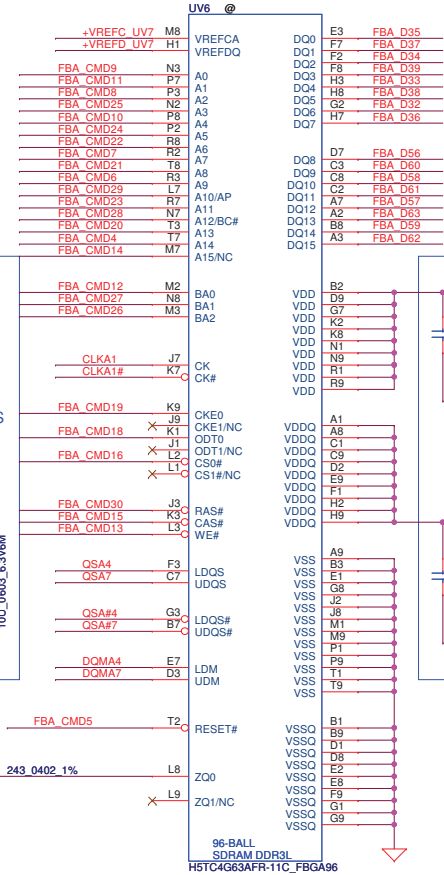 UV6 @
+VREFC_UV7 M8 VREFCA E3 DQ0 FBA_D35
+VREFD_UV7 H1 VREFDQ F7 DQ1 FBA_D37
F2 DQ2 FBA_D34
FBA_CMD9 N3 A0 F8 DQ3 FBA_D39
FBA_CMD11 P7 A1 H3 DQ4 FBA_D33
FBA_CMD8 P3 A2 H8 DQ5 FBA_D38
FBA_CMD25 N2 A3 G2 DQ6 FBA_D32
FBA_CMD10 P8 A4 H7 DQ7 FBA_D36
FBA_CMD24 P2 A5
FBA_CMD22 R8 A6
FBA_CMD7 R2 A7 D7 DQ8 FBA_D56
FBA_CMD21 T8 A8 C3 DQ9 FBA_D60
FBA_CMD6 R3 A9 C8 DQ10 FBA_D58
FBA_CMD29 L7 A10/AP C2 DQ11 FBA_D61
FBA_CMD23 R7 A11 A7 DQ12 FBA_D57
FBA_CMD28 N7 A12/BC# A2 DQ13 FBA_D63
FBA_CMD20 T3 A13 B8 DQ14 FBA_D59
FBA_CMD4 T7 A14 A3 DQ15 FBA_D62
FBA_CMD14 M7 A15/NC
FBA_CMD12 M2 BA0 B2 VDD
FBA_CMD27 N8 BA1 D9 VDD
FBA_CMD26 M3 BA2 G7 VDD
K2 VDD
K8 VDD
N1 VDD
CLKA1 J7 CK N9 VDD
CLKA1# K7 CK# R1 VDD
R9 VDD
FBA_CMD19 K9 CKE0 A1 VDDQ
J9 CKE1/NC A8 VDDQ
FBA_CMD18 K1 ODT0 C1 VDDQ
J1 ODT1/NC C9 VDDQ
FBA_CMD16 L2 CS0# D2 VDDQ
L1 CS1#/NC E9 VDDQ
F1 VDDQ
FBA_CMD30 J3 RAS# H2 VDDQ
FBA_CMD15 K3 CAS# H9 VDDQ
FBA_CMD13 L3 WE#
10U_0603_6.3V6M
A9 VSS
QSA4 F3 LDQS B3 VSS
QSA7 C7 UDQS E1 VSS
G8 VSS
J2 VSS
QSA#4 G3 LDQS# J8 VSS
QSA#7 B7 UDQS# M1 VSS
M9 VSS
P1 VSS
DQMA4 E7 LDM P9 VSS
DQMA7 D3 UDM T1 VSS
T9 VSS
FBA_CMD5 T2 RESET# B1 VSSQ
B9 VSSQ
D1 VSSQ
D8 VSSQ
243_0402_1% L8 ZQ0 E2 VSSQ
E8 VSSQ
L9 ZQ1/NC F9 VSSQ
G1 VSSQ
G9 VSSQ
96-BALL
SDRAM DDR3L
H5TC4G63AFR-11C_FBGA96